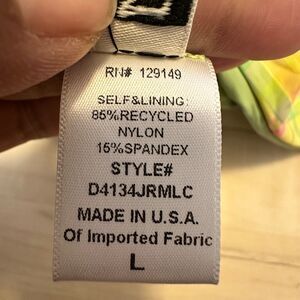 RN# 129149
SELF&LINING:
85%RECYCLED
NYLON
15%SPANDEX
STYLE#
D4134JRMLC
MADE IN U.S.A.
Of Imported Fabric
L